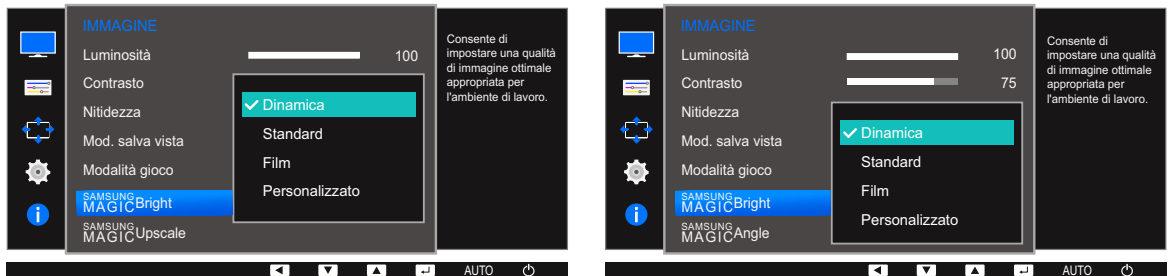 IMMAGINE
Luminosità 100
Contrasto
Nitidezza
Mod. salva vista
Modalità gioco
SAMSUNG MAGIC Bright
SAMSUNG MAGIC Upscale
Dinamica
Standard
Film
Personalizzato
Consente di
impostare una qualità
di immagine ottimale
appropriata per
l'ambiente di lavoro.
AUTO
IMMAGINE
Luminosità 100
Contrasto 75
Nitidezza
Mod. salva vista
Modalità gioco
SAMSUNG MAGIC Bright
SAMSUNG MAGIC Angle
Dinamica
Standard
Film
Personalizzato
Consente di
impostare una qualità
di immagine ottimale
appropriata per
l'ambiente di lavoro.
AUTO